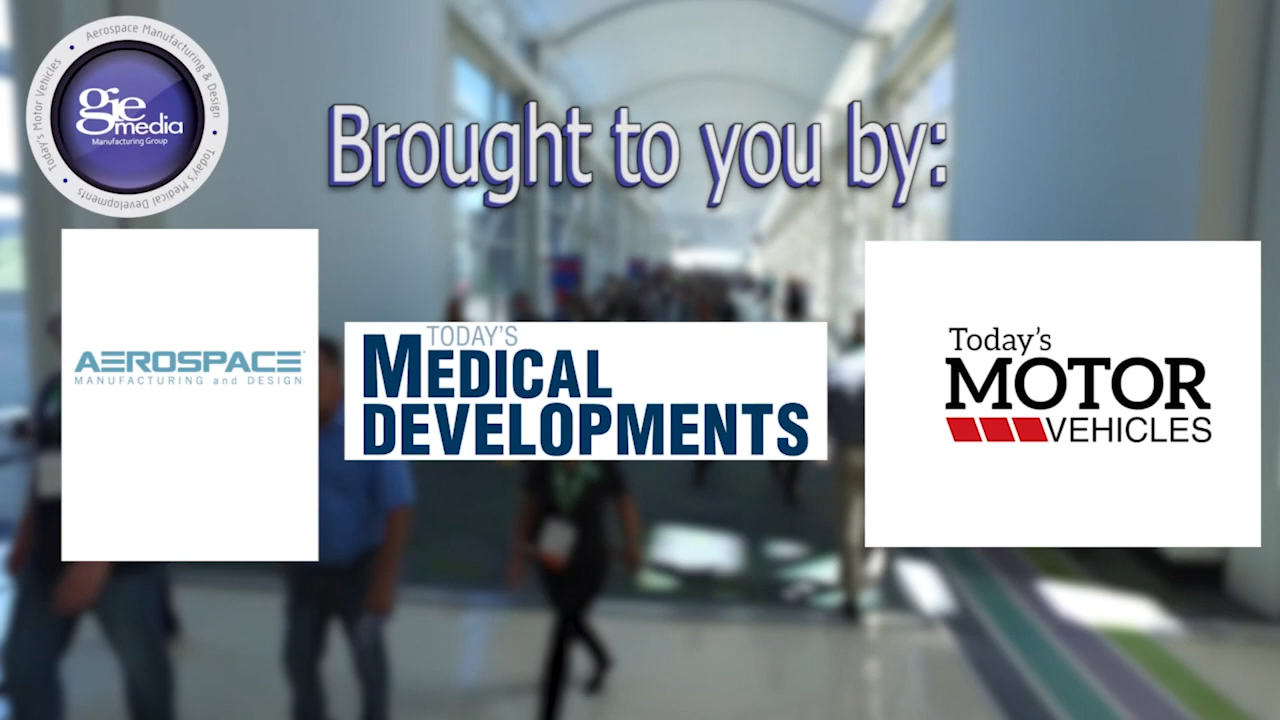 Aerospace Manufacturing & Design • Today's Medical Developments • Today's Motor Vehicles •
gie
media
Manufacturing Group
Brought to you by:
AEROSPACE
MANUFACTURING and DESIGN
TODAY'S
MEDICAL
DEVELOPMENTS
Today's
MOTOR
VEHICLES